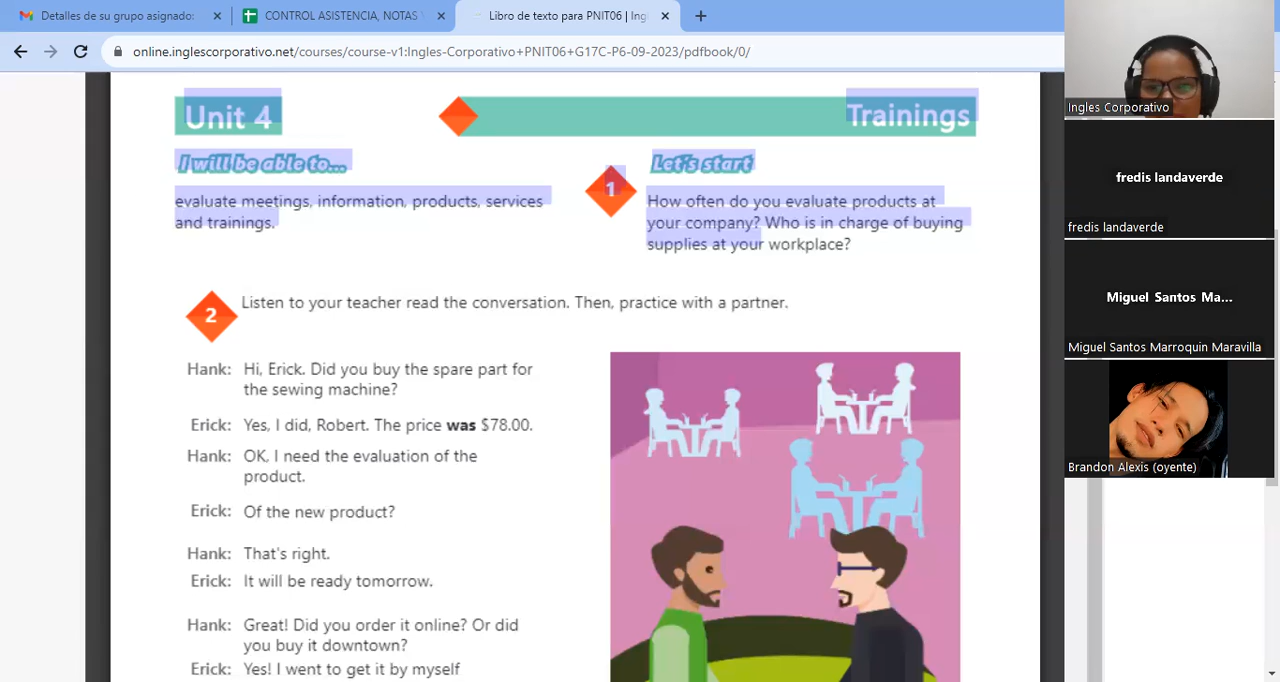 Detalles de su grupo asignado:
CONTROL ASISTENCIA, NOTAS
Libro de texto para PNIT06 | Ing
online.inglescorporativo.net/courses/course-v1:Ingles-Corporativo+PNIT06+G17C-P6-09-2023/pdfbook/0/
Unit 4
Trainings
I will be able to...
evaluate meetings, information, products, services
and trainings.
1
Let's start
How often do you evaluate products at
your company? Who is in charge of buying
supplies at your workplace?
2
Listen to your teacher read the conversation. Then, practice with a partner.
Hank: Hi, Erick. Did you buy the spare part for
the sewing machine?
Erick: Yes, I did, Robert. The price was $78.00.
Hank: OK, I need the evaluation of the
product.
Erick: Of the new product?
Hank: That's right.
Erick: It will be ready tomorrow.
Hank: Great! Did you order it online? Or did
you buy it downtown?
Erick: Yes! I went to get it by myself
Ingles Corporativo
fredis landaverde
fredis landaverde
Miguel Santos Ma...
Miguel Santos Marroquin Maravilla
Brandon Alexis (oyente)